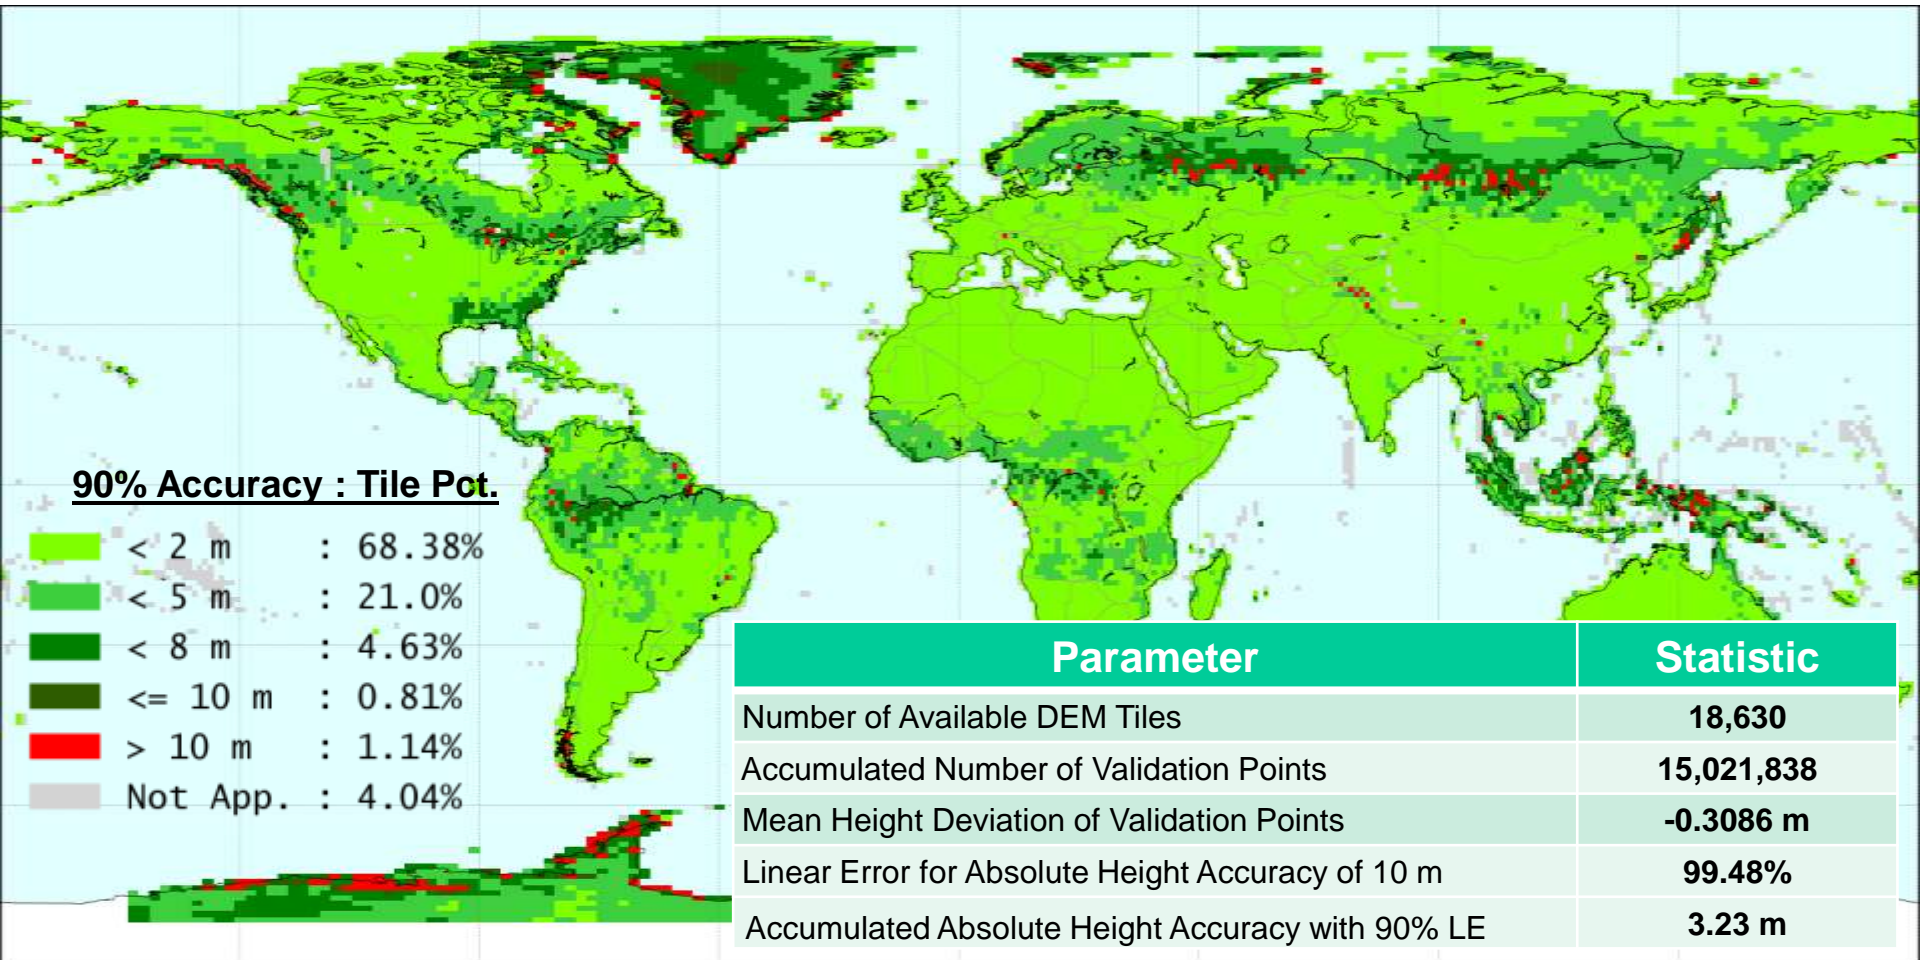 90% Accuracy : Tile Pct.
< 2 m : 68.38%
< 5 m : 21.0%
< 8 m : 4.63%
<= 10 m : 0.81%
> 10 m : 1.14%
Not App. : 4.04%
Parameter Statistic
Number of Available DEM Tiles 18,630
Accumulated Number of Validation Points 15,021,838
Mean Height Deviation of Validation Points -0.3086 m
Linear Error for Absolute Height Accuracy of 10 m 99.48%
Accumulated Absolute Height Accuracy with 90% LE 3.23 m